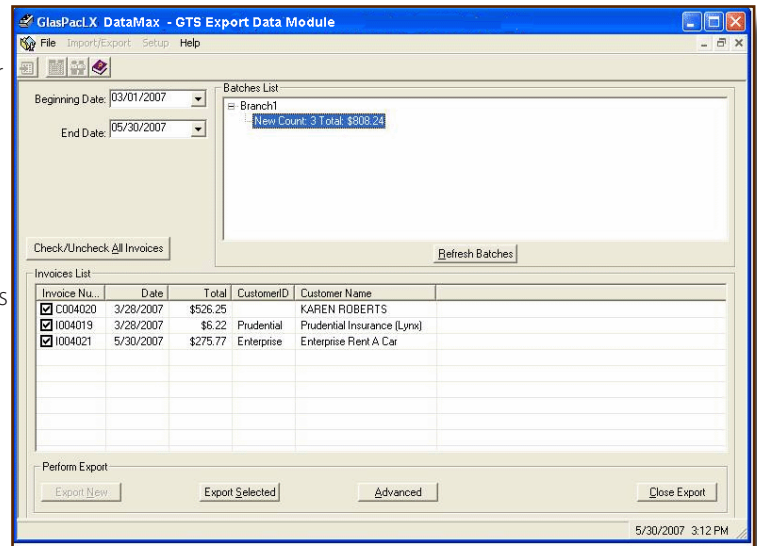 GlasPacLX DataMax - GTS Export Data Module
File Import/Export Setup Help
r
Batches List
Beginning Date: 03/01/2007
Branch1
New Count: 3 Total: $808.24
End Date: 05/30/2007
Check/Uncheck All Invoices
Refresh Batches
Invoices List
s
Invoice Nu... Date Total CustomerID Customer Name
C004020 3/28/2007 $526.25 KAREN ROBERTS
I004019 3/28/2007 $6.22 Prudential Prudential Insurance (Lynx)
I004021 5/30/2007 $275.77 Enterprise Enterprise Rent A Car
Perform Export
Export New Export Selected Advanced Close Export
5/30/2007 3:12 PM